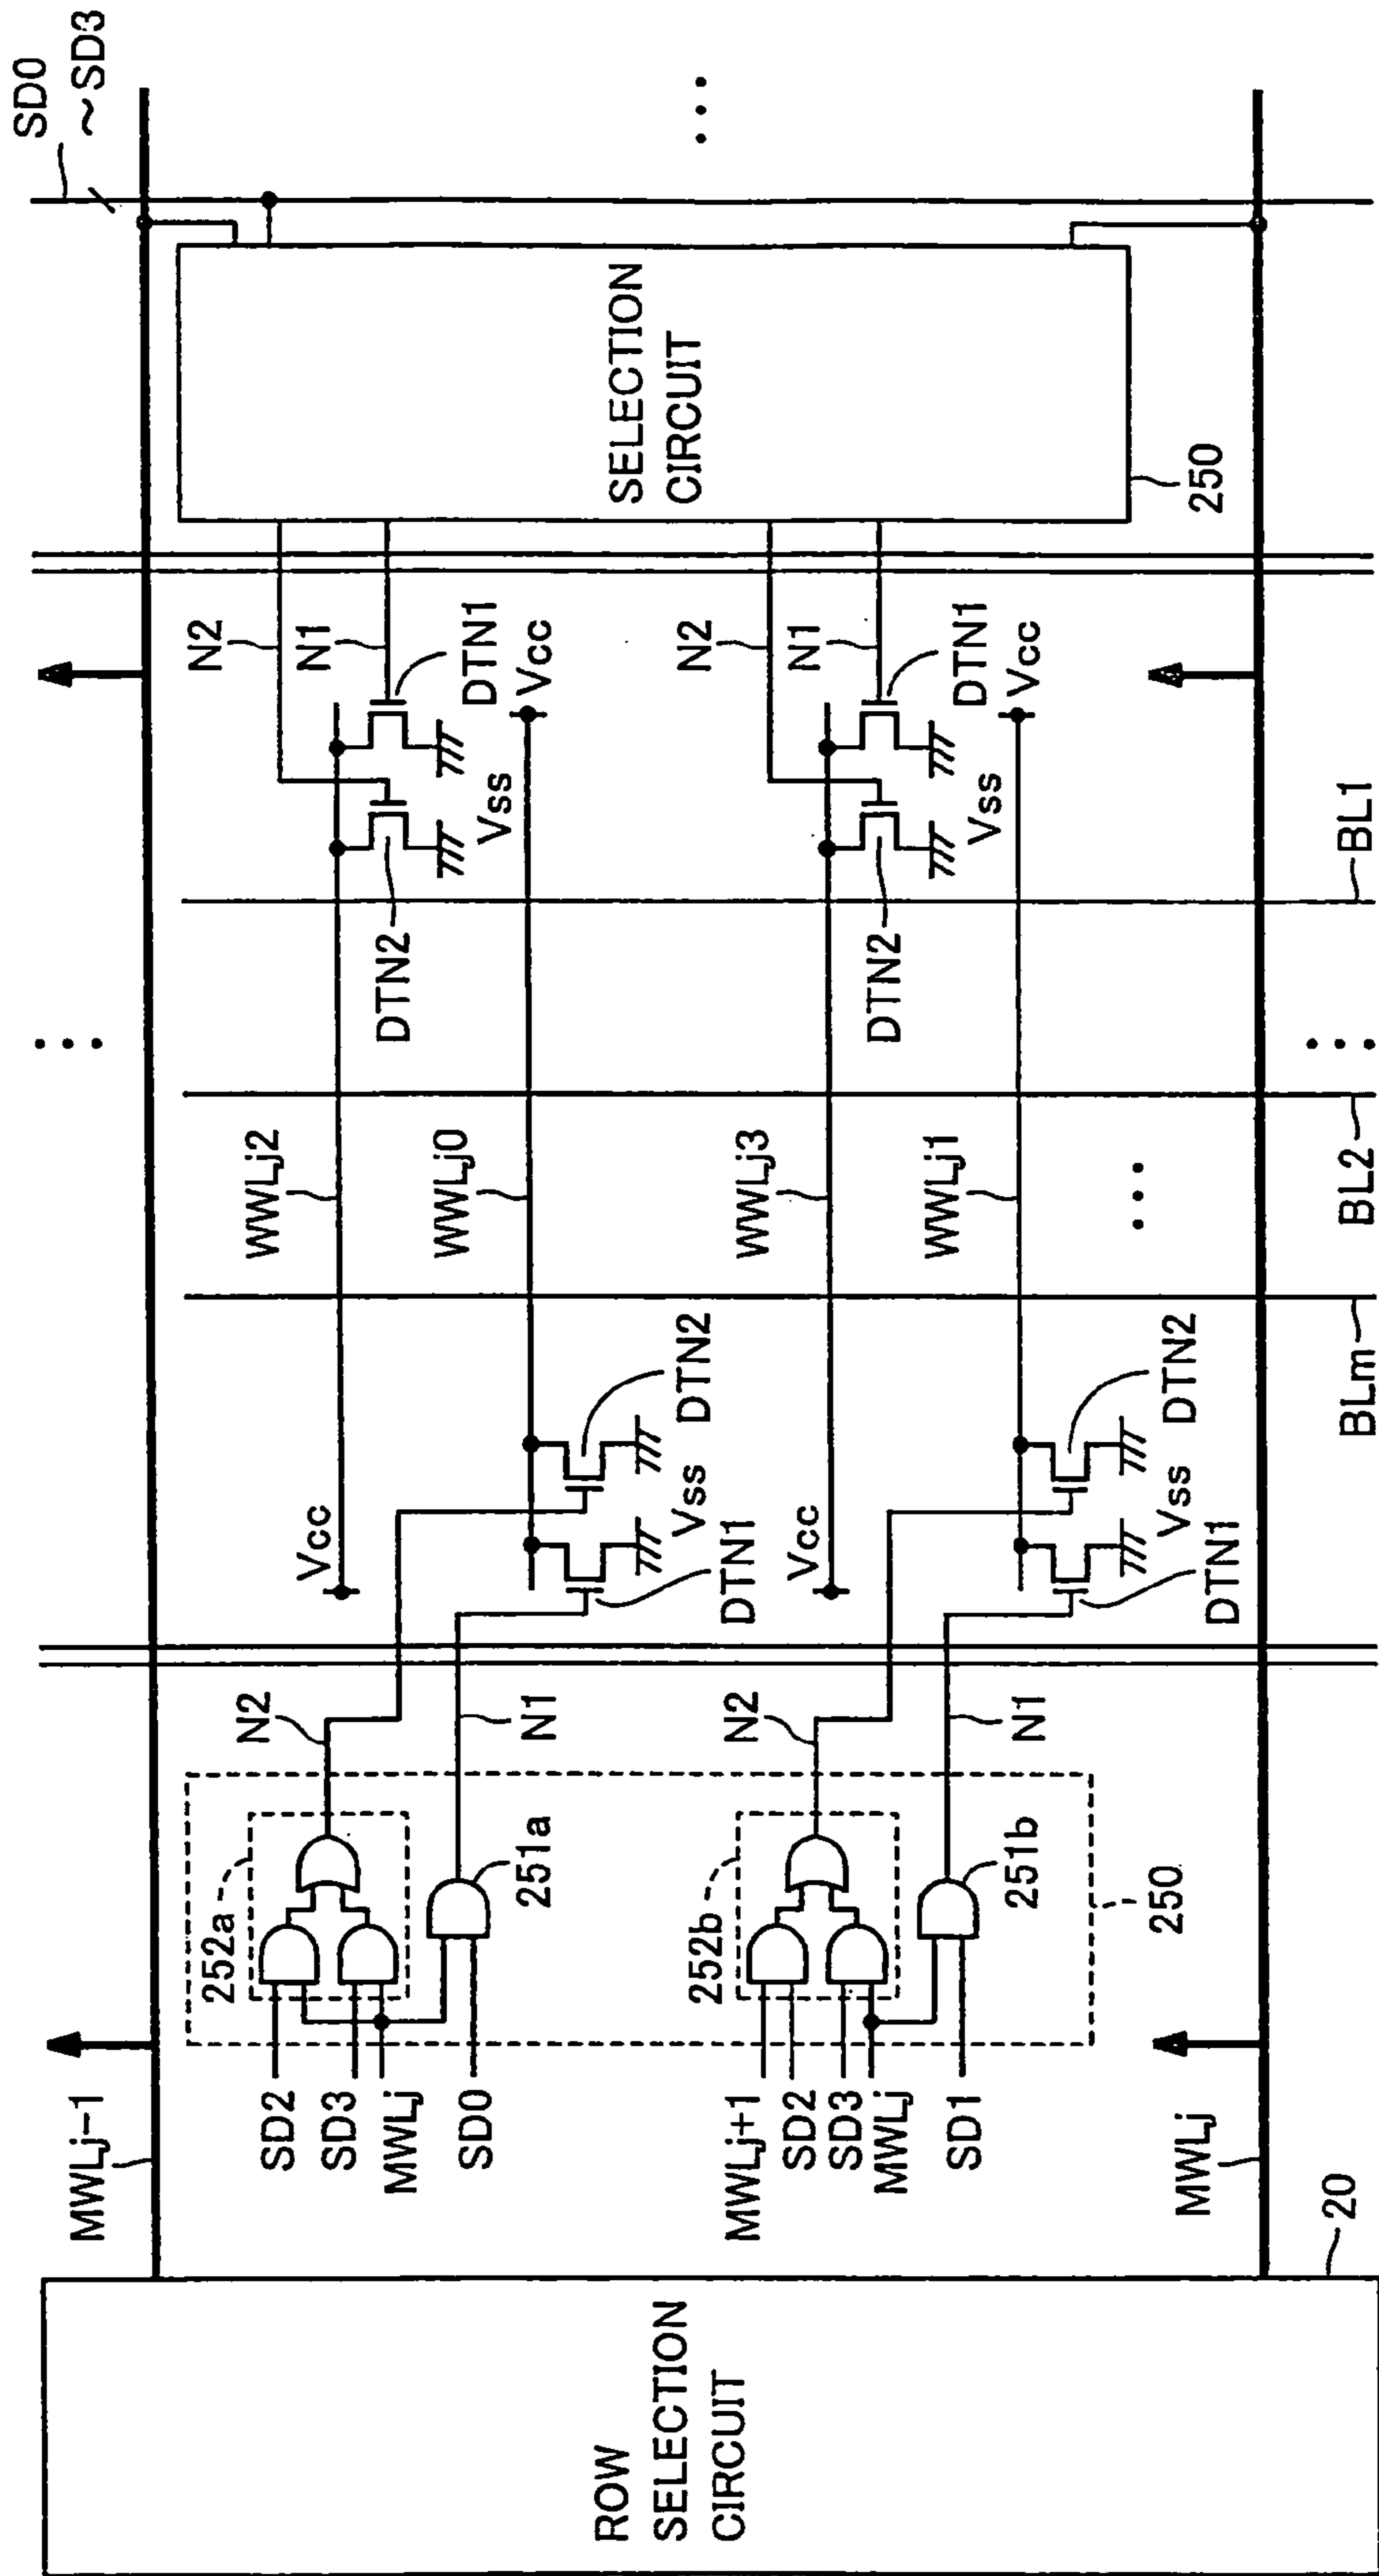 SD0
~SD3
MWLj-1
N2
252a
SD2
SD3
MWLj
SD0
251a
N1
Vcc
WWLj2
DTN2
N2
N1
DTN1
Vcc
Vss
WWLj0
DTN2
Vss
DTN1
SELECTION
CIRCUIT
250
ROW
SELECTION
CIRCUIT
20
N2
252b
MWLj+1
SD2
SD3
MWLj
SD1
251b
N1
250
Vcc
WWLj3
DTN2
N2
N1
DTN1
Vcc
Vss
WWLj1
DTN2
Vss
DTN1
MWLj
BLm
BL2
BL1